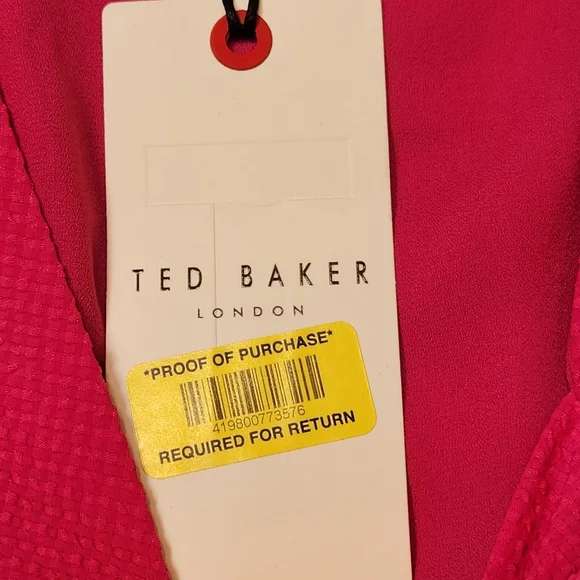 TED BAKER
LONDON
*PROOF OF PURCHASE*
419800773576
REQUIRED FOR RETURN